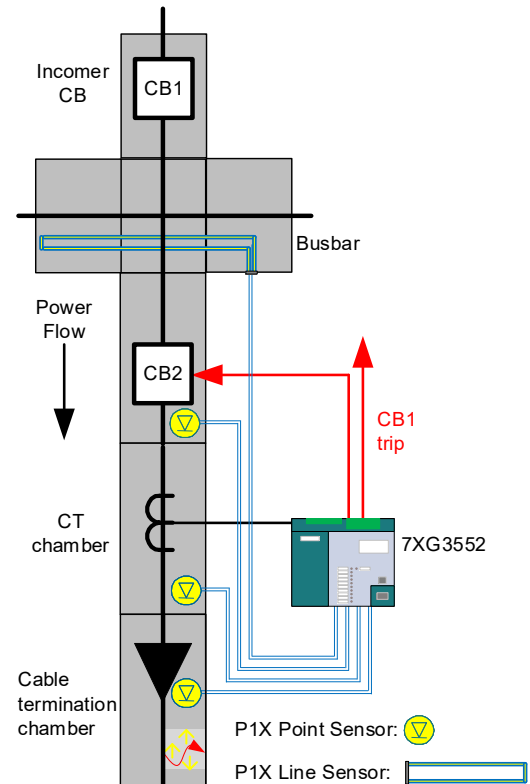 Incomer
CB
CB1
Busbar
Power
Flow
CB2
CB1
trip
CT
chamber
7XG3552
Cable
termination
chamber
P1X Point Sensor:
P1X Line Sensor: